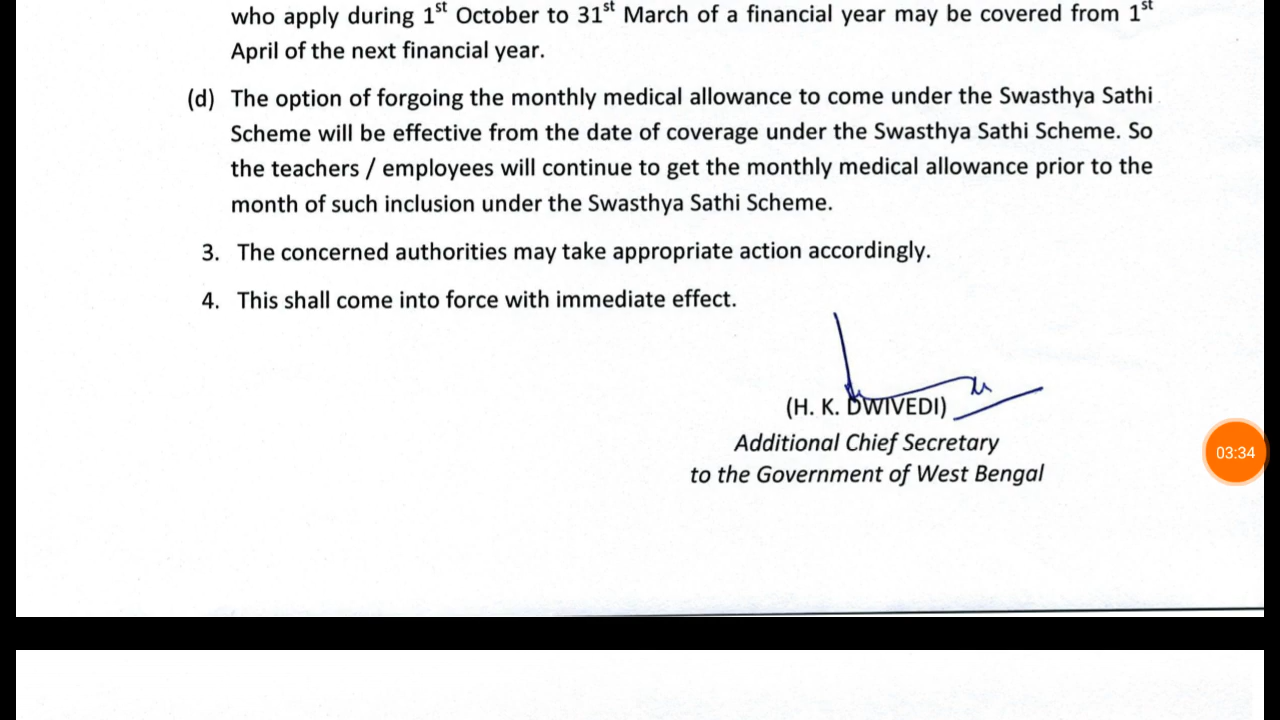 who apply during 1st October to 31st March of a financial year may be covered from 1st
April of the next financial year.
(d) The option of forgoing the monthly medical allowance to come under the Swasthya Sathi
Scheme will be effective from the date of coverage under the Swasthya Sathi Scheme. So
the teachers / employees will continue to get the monthly medical allowance prior to the
month of such inclusion under the Swasthya Sathi Scheme.
3. The concerned authorities may take appropriate action accordingly.
4. This shall come into force with immediate effect.
(H. K. DWIVEDI)
Additional Chief Secretary
to the Government of West Bengal
03:34